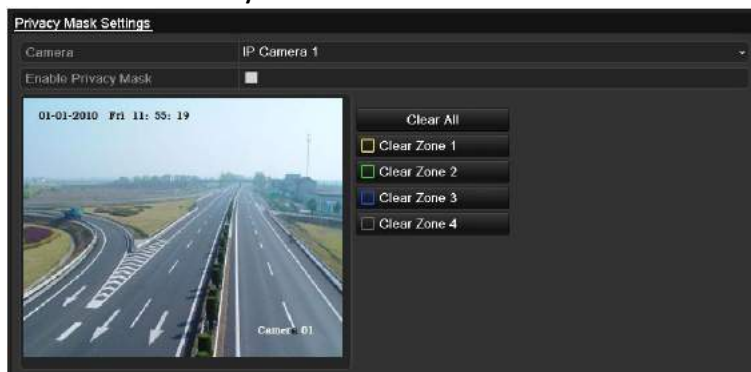 Privacy Mask Settings
Camera IP Camera 1
Enable Privacy Mask
01-01-2010 Fri 11: 55: 19
Clear All
Clear Zone 1
Clear Zone 2
Clear Zone 3
Clear Zone 4
Camera 01